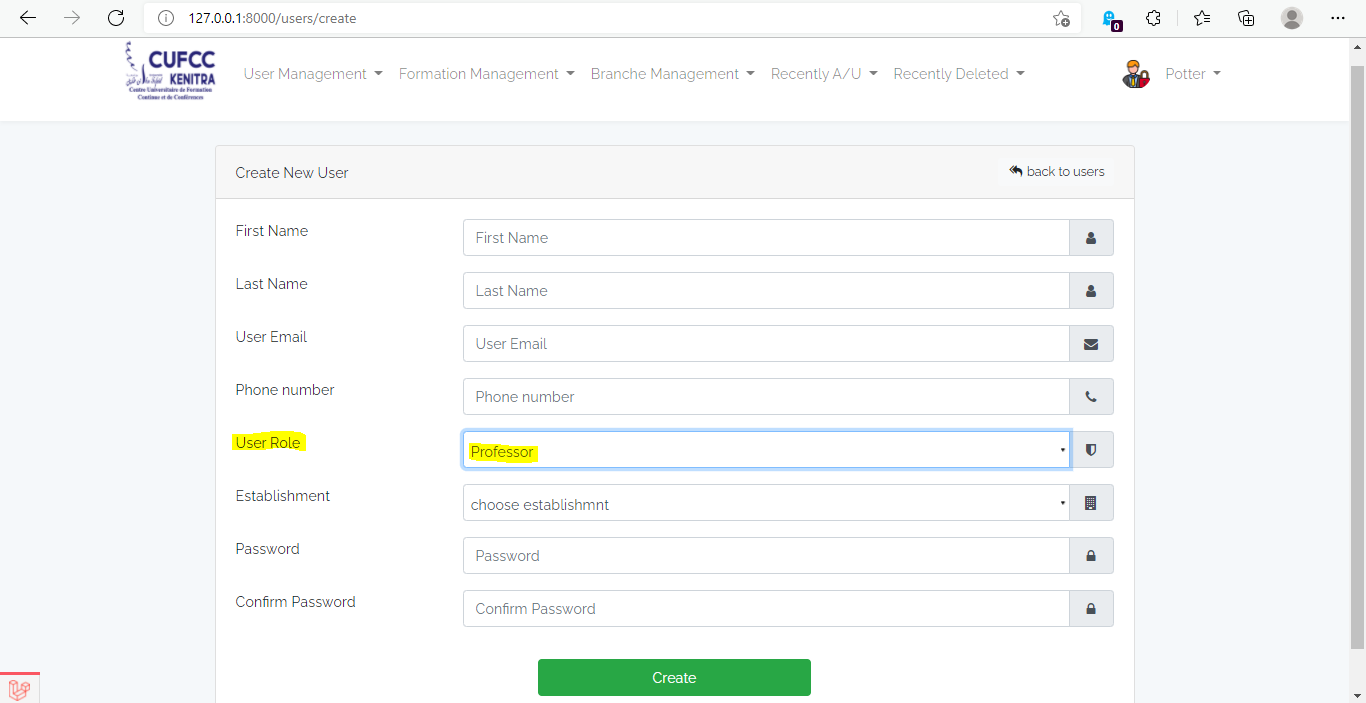 127.0.0.1:8000/users/create
0
CUFCC
KENITRA
Centre Universitaire de Formation
Continue et de Conférences
User Management
Formation Management
Branche Management
Recently A/U
Recently Deleted
Potter
Create New User
back to users
First Name
First Name
Last Name
Last Name
User Email
User Email
Phone number
Phone number
User Role
Professor
Establishment
choose establishmnt
Password
Password
Confirm Password
Confirm Password
Create